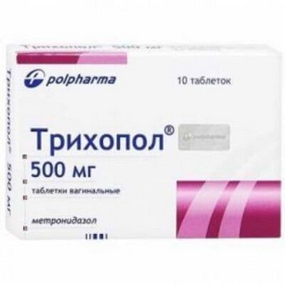 polpharma
10 таблеток
Трихопол®
500 мг
таблетки вагинальные
метронидазол
Трихопол®
500 мг